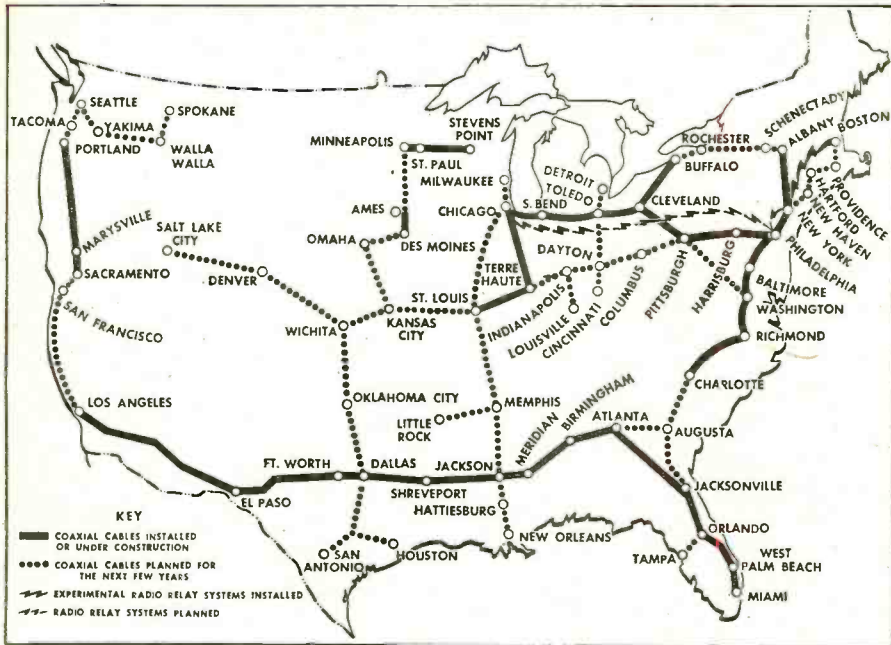 SEATTLE
SPOKANE
TACOMA
YAKIMA
PORTLAND
WALLA
WALLA
MINNEAPOLIS
STEVENS
POINT
ST. PAUL
MILWAUKEE
DETROIT
TOLEDO
ROCHESTER
BUFFALO
SCHENECTADY
ALBANY
BOSTON
PROVIDENCE
HARTFORD
NEW HAVEN
NEW YORK
PHILADELPHIA
MARYSVILLE
SALT LAKE
CITY
AMES
CHICAGO
S. BEND
CLEVELAND
SACRAMENTO
OMAHA
DES MOINES
DAYTON
DENVER
TERRE
HAUTE
ST. LOUIS
INDIANAPOLIS
LOUISVILLE
CINCINNATI
COLUMBUS
PITTSBURGH
HARRISBURG
BALTIMORE
WASHINGTON
SAN FRANCISCO
WICHITA
KANSAS
CITY
RICHMOND
CHARLOTTE
LOS ANGELES
OKLAHOMA CITY
MEMPHIS
LITTLE
ROCK
MERIDIAN
BIRMINGHAM
ATLANTA
AUGUSTA
FT. WORTH
DALLAS
JACKSON
EL PASO
SHREVEPORT
HATTIESBURG
JACKSONVILLE
NEW ORLEANS
ORLANDO
SAN
ANTONIO
HOUSTON
TAMPA
WEST
PALM BEACH
MIAMI
KEY
COAXIAL CABLES INSTALLED
OR UNDER CONSTRUCTION
COAXIAL CABLES PLANNED FOR
THE NEXT FEW YEARS
EXPERIMENTAL RADIO RELAY SYSTEMS INSTALLED
RADIO RELAY SYSTEMS PLANNED